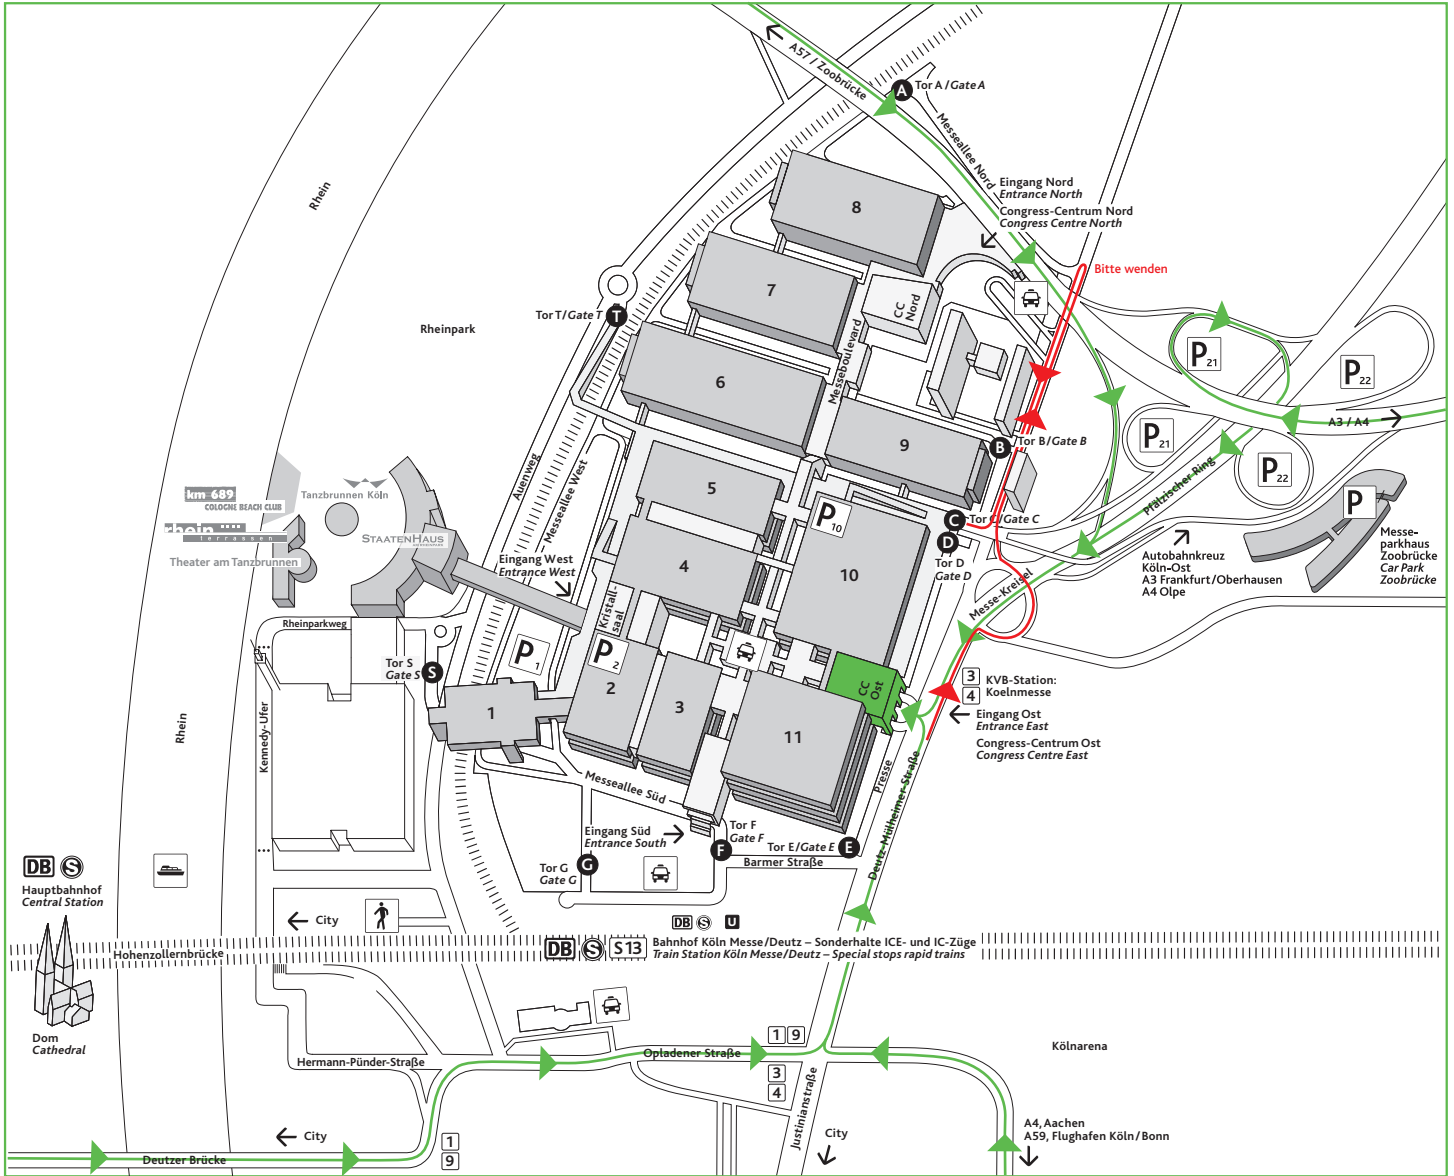 A57 / Zoobrücke
A
Tor A / Gate A
Messeallee Nord
Eingang Nord
Entrance North
Congress-Centrum Nord
Congress Centre North
Rhein
8
Bitte wenden
7
CC
Nord
Tor T / Gate T
T
Rheinpark
Messeboulevard
P 21
P 22
6
A3 / A4
9
B
Tor B / Gate B
P 21
P 22
Pfälzischer Ring
Auenweg
Messeallee West
km 689
COLOGNE BEACH CLUB
Tanzbrunnen Köln
5
P 10
P
rhein
terrassen
STAATENHAUS
Theater am Tanzbrunnen
C
Tor C / Gate C
D
Tor D
Gate D
Messe-
parkhaus
Zoobrücke
Car Park
Zoobrücke
Autobahnkreuz
Köln-Ost
A3 Frankfurt/Oberhausen
A4 Olpe
Eingang West
Entrance West
4
10
Messe-Kreisel
Kristall-
saal
Rheinparkweg
P 1
P 2
Tor S
Gate S
S
3
4
KVB-Station:
Koelnmesse
CC
Ost
Eingang Ost
Entrance East
Congress-Centrum Ost
Congress Centre East
Rhein
Kennedy-Ufer
1
2
3
11
Presse
Deutz-Mülheimer-Straße
Messeallee Süd
Eingang Süd
Entrance South
Tor F
Gate F
F
Tor E / Gate E
E
Barmer Straße
Tor G
Gate G
G
DB S
Hauptbahnhof
Central Station
City
DB S U
Hohenzollernbrücke
DB S S 13
Bahnhof Köln Messe/Deutz – Sonderhalte ICE- und IC-Züge
Train Station Köln Messe/Deutz – Special stops rapid trains
Dom
Cathedral
Hermann-Pünder-Straße
Opladener Straße
1 9
3
4
Kölnarena
Justinianstraße
City
A4, Aachen
A59, Flughafen Köln/Bonn
City
1
9
Deutzer Brücke